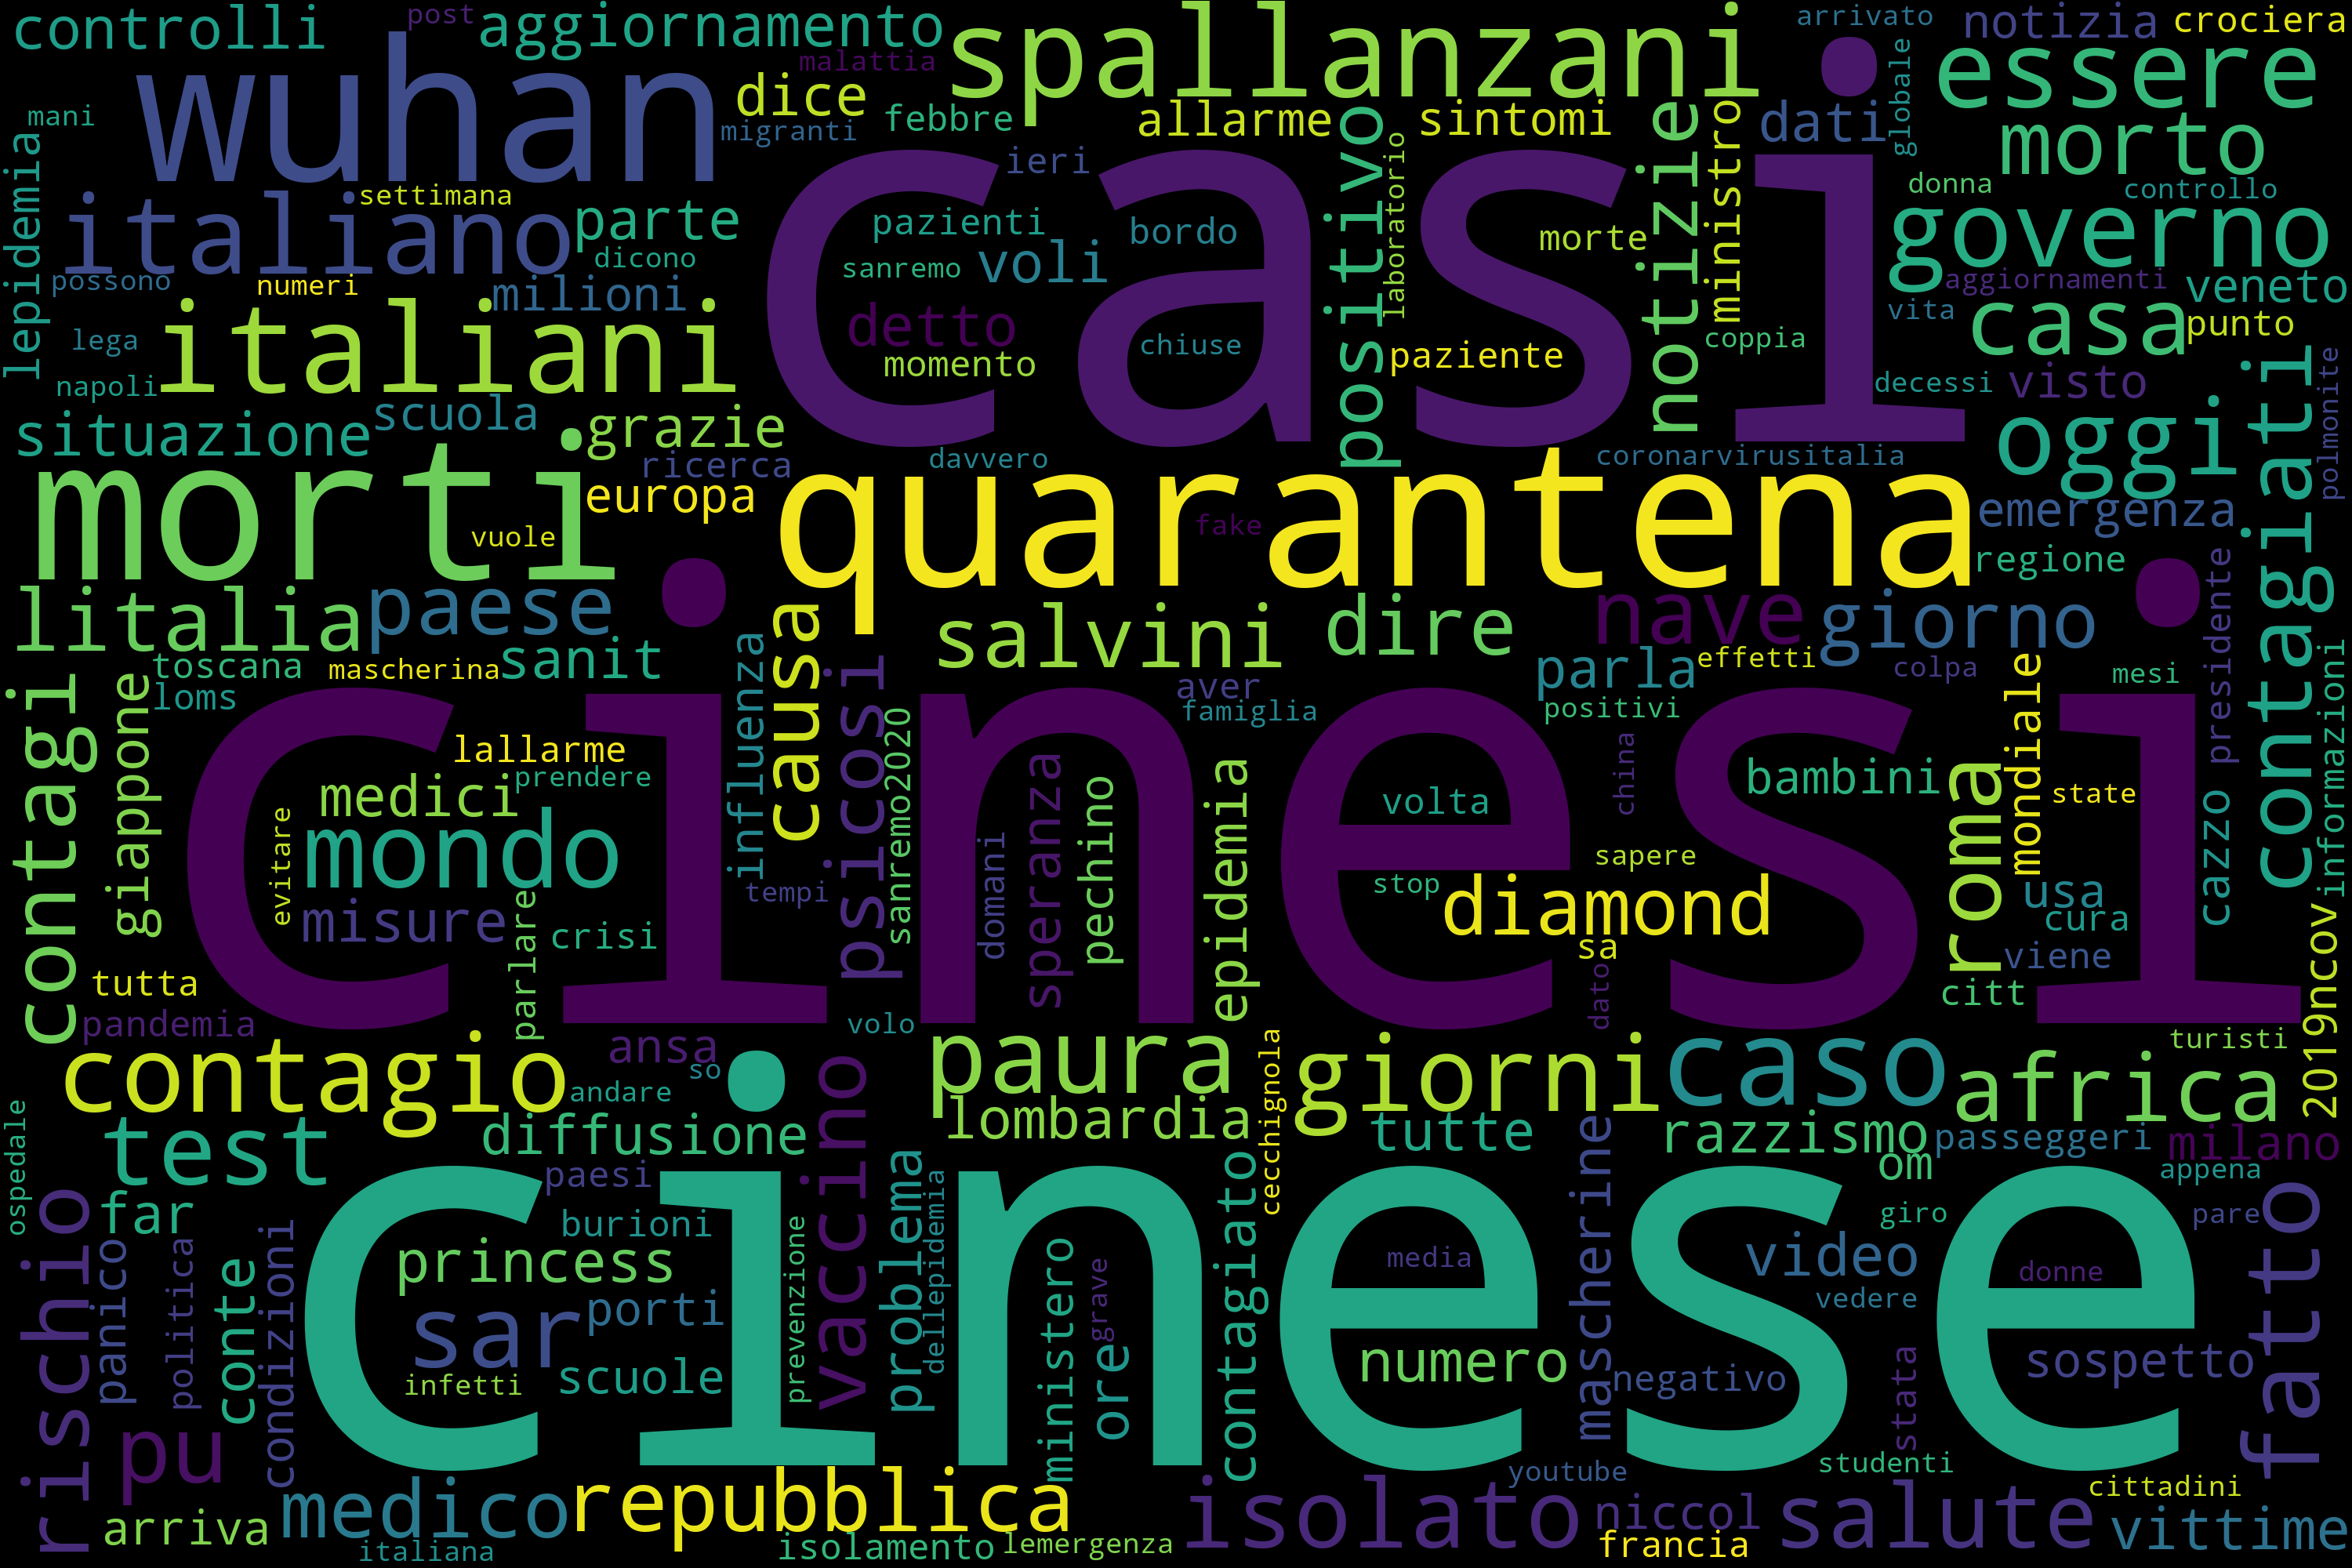 controlli
post
aggiornamento
spallanzani
arrivato
notizia
crociera
wuhan
malattia
dice
globale
essere
mani
migranti
febbre
allarme
sintomi
dati
morto
lepidemia
italiano
settimana
parte
ieri
positivo
laboratorio
notizie
ministro
donna
controllo
governo
casi
pazienti
bordo
morte
dicono
possono
numeri
milioni
sanremo
voli
aggiornamenti
veneto
italiani
lega
detto
chiuse
coppia
vita
casa
punto
napoli
momento
paziente
decessi
visto
polmonite
situazione
scuola
grazie
oggi
contagiati
morti
ricerca
davvero
coronarvirusitalia
europa
quarantena
emergenza
vuole
fake
regione
litalia
paese
causa
salvini
dire
nave
giorno
presidente
toscana
mascherina
sanit
influenza
psicosi
parla
effetti
colpa
mesi
loms
aver
famiglia
positivi
mondiale
informazioni
contagi
giappone
cinesi
lallarme
sanremo2020
speranza
pechino
epidemia
china
bambini
roma
medici
prendere
volta
state
cazzo
evitare
mondo
tempi
domani
stop
sapere
usa
misure
parlare
crisi
diamond
cura
sa
viene
tutta
dato
citt
2019ncov
pandemia
ansa
volo
turisti
contagio
so
andare
vaccino
paura
giorni
caso
africa
ospedale
test
diffusione
lombardia
cecchignola
tutte
razzismo
passeggeri
milano
paesi
om
appena
rischio
far
burioni
problema
dellepidemia
contagiato
mascherine
giro
pare
fatto
panico
politica
conte
condizioni
princess
cinese
prevenzione
ministero
grave
media
video
donne
sar
porti
ore
vedere
infetti
scuole
numero
negativo
stata
sospetto
pu
medico
repubblica
youtube
studenti
arriva
isolato
niccol
salute
cittadini
vittime
italiana
isolamento
lemergenza
francia